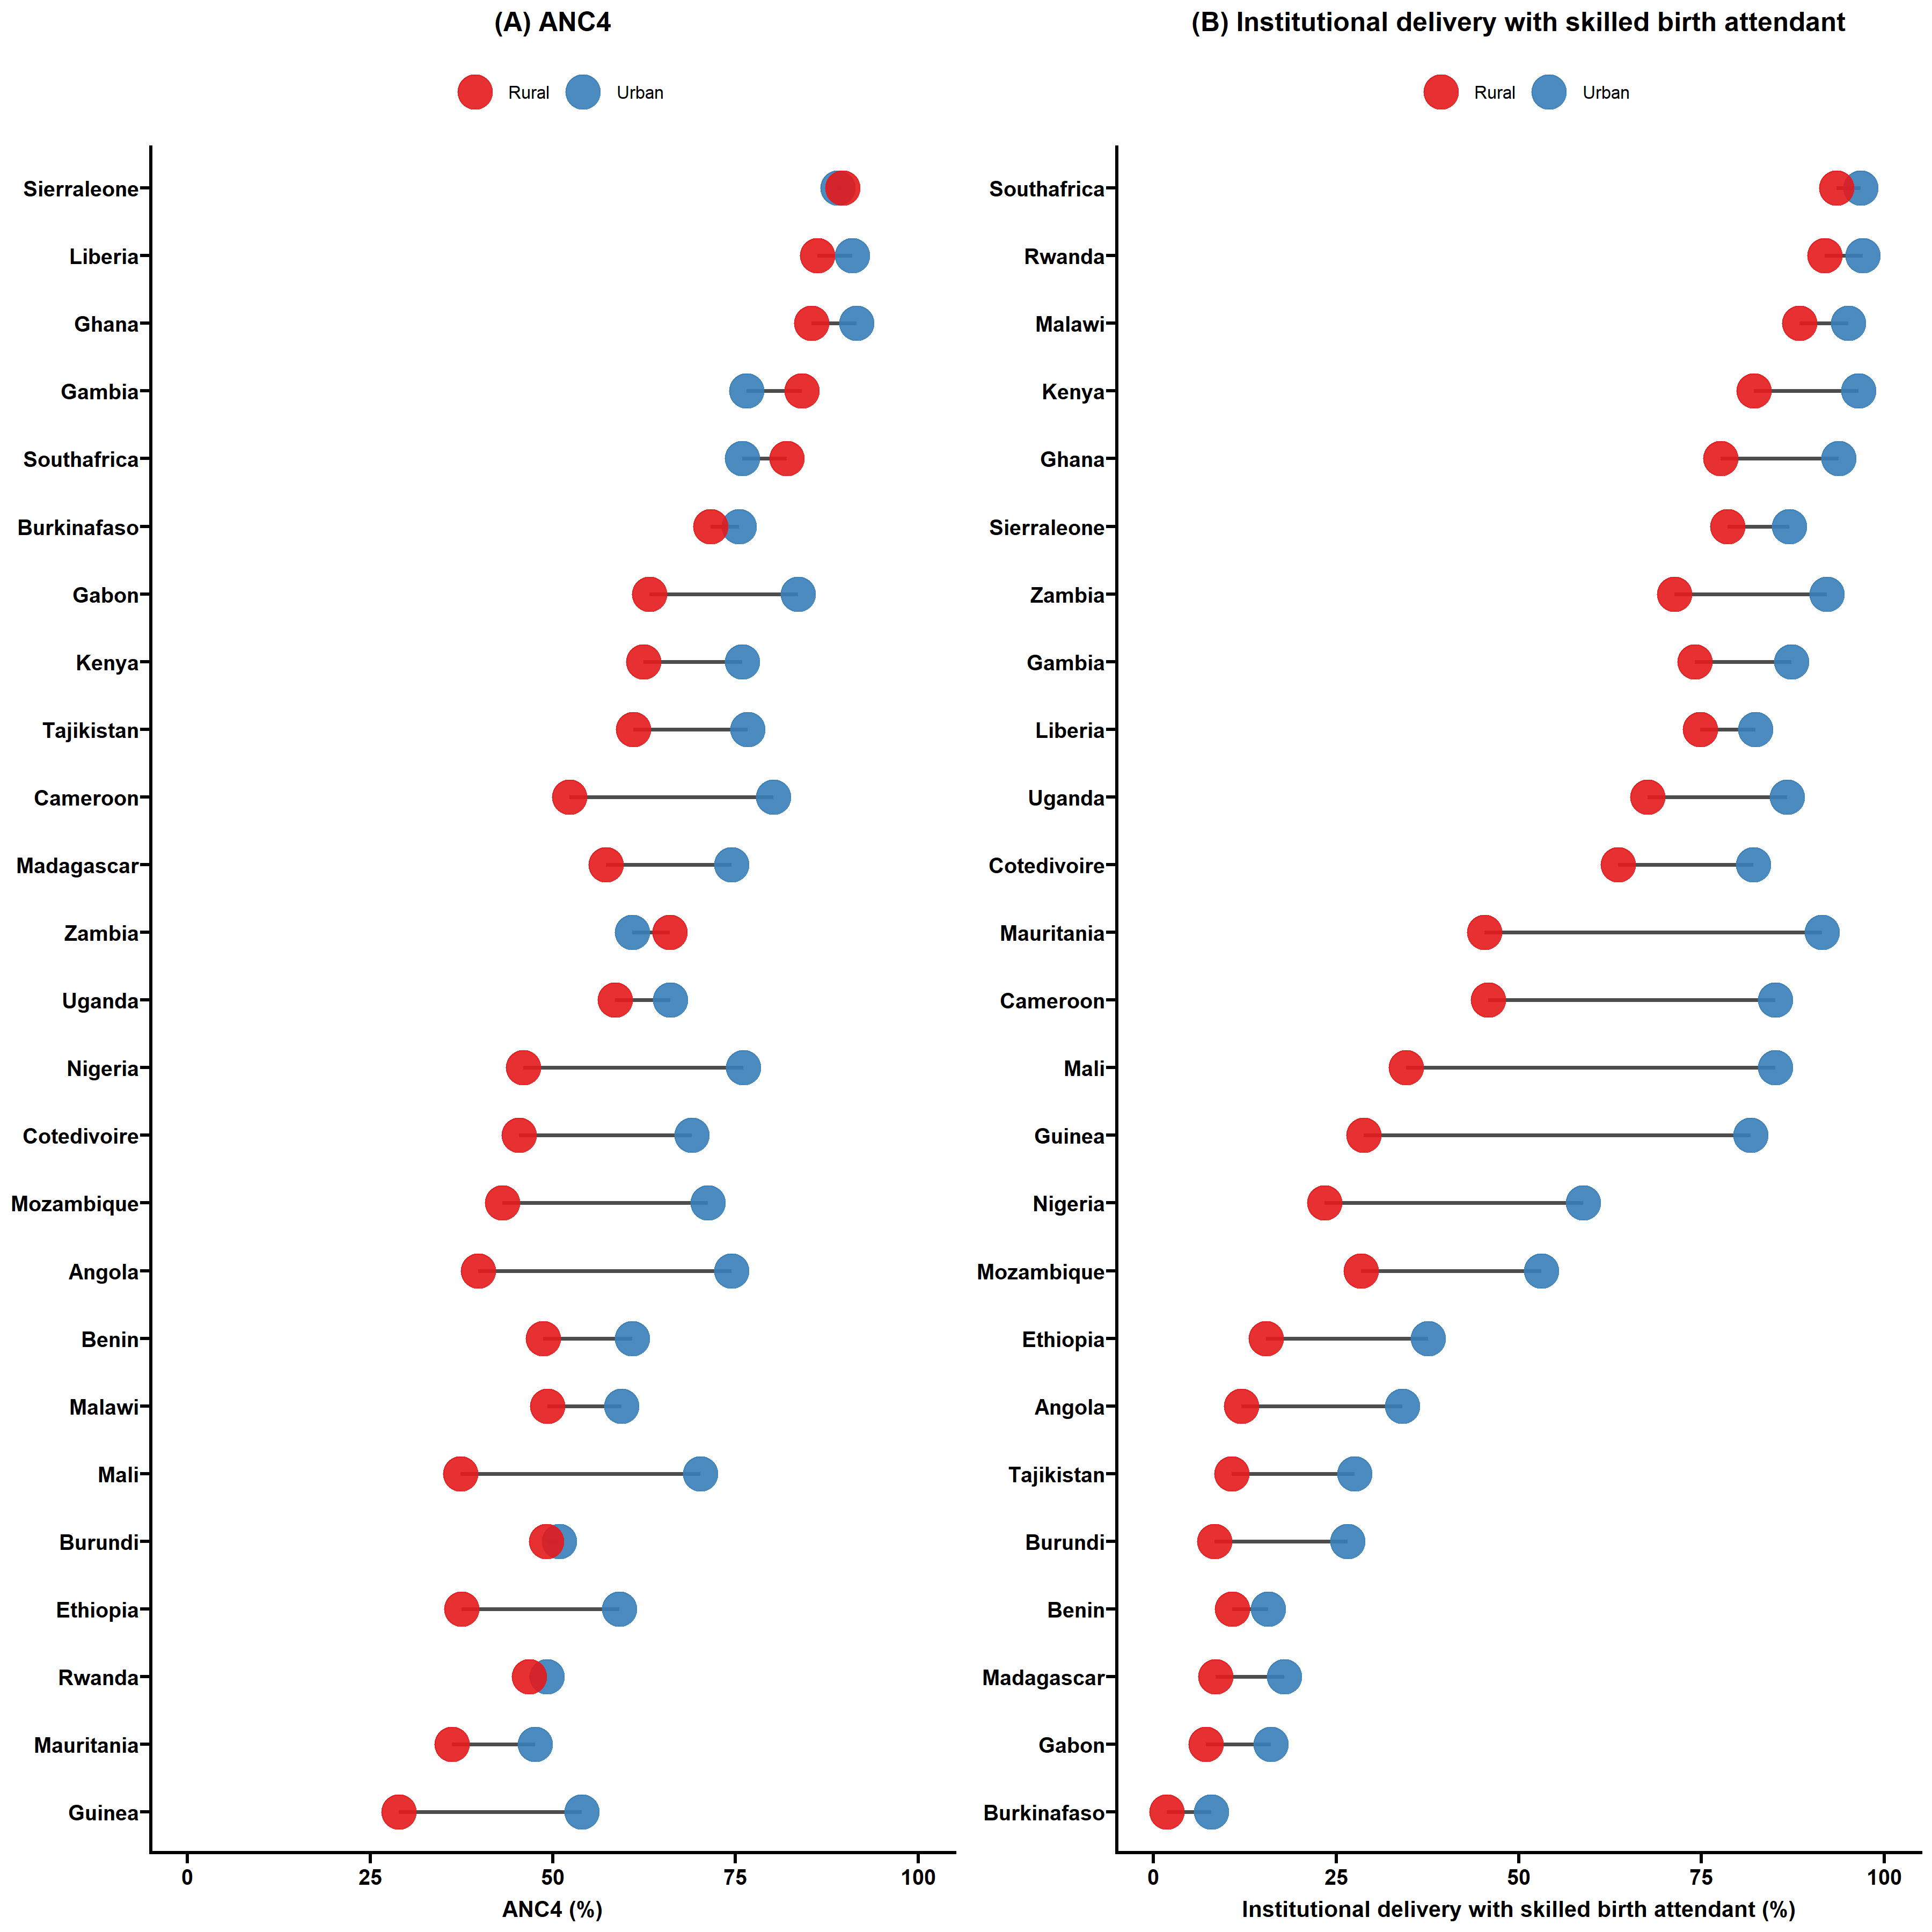 (A) ANC4
Rural Urban
Sierraleone
Liberia
Ghana
Gambia
Southafrica
Burkinafaso
Gabon
Kenya
Tajikistan
Cameroon
Madagascar
Zambia
Uganda
Nigeria
Cotedivoire
Mozambique
Angola
Benin
Malawi
Mali
Burundi
Ethiopia
Rwanda
Mauritania
Guinea
0 25 50 75 100
ANC4 (%)
(B) Institutional delivery with skilled birth attendant
Rural Urban
Southafrica
Rwanda
Malawi
Kenya
Ghana
Sierraleone
Zambia
Gambia
Liberia
Uganda
Cotedivoire
Mauritania
Cameroon
Mali
Guinea
Nigeria
Mozambique
Ethiopia
Angola
Tajikistan
Burundi
Benin
Madagascar
Gabon
Burkinafaso
0 25 50 75 100
Institutional delivery with skilled birth attendant (%)